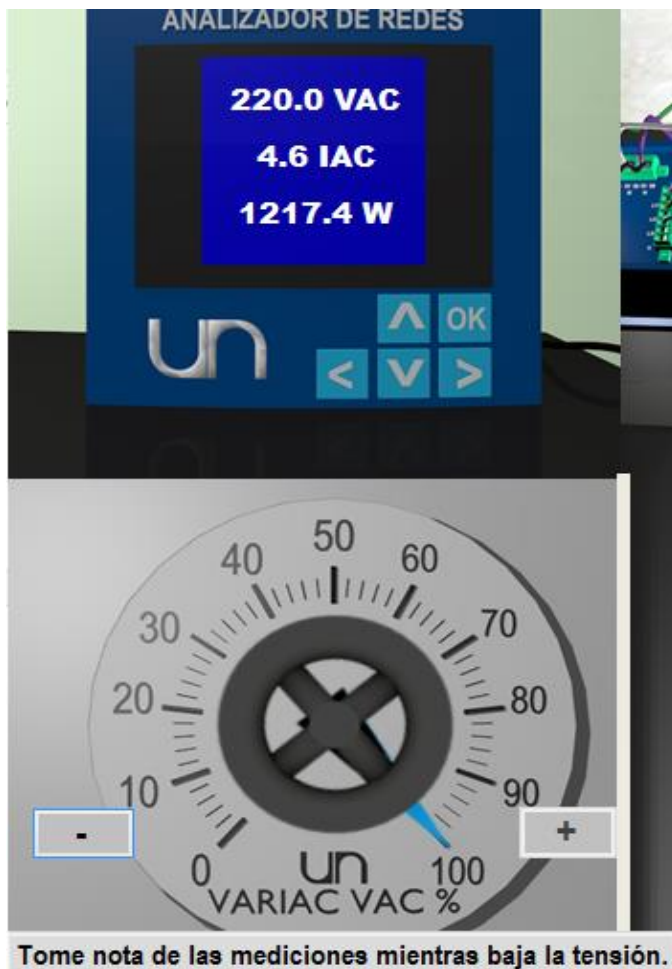 ANALIZADOR DE REDES
220.0 VAC
4.6 IAC
1217.4 W
^ OK
< v >
un
50
40 60
30 70
20 80
10 90
- +
0 un 100
VARIAC VAC %
Tome nota de las mediciones mientras baja la tensión.